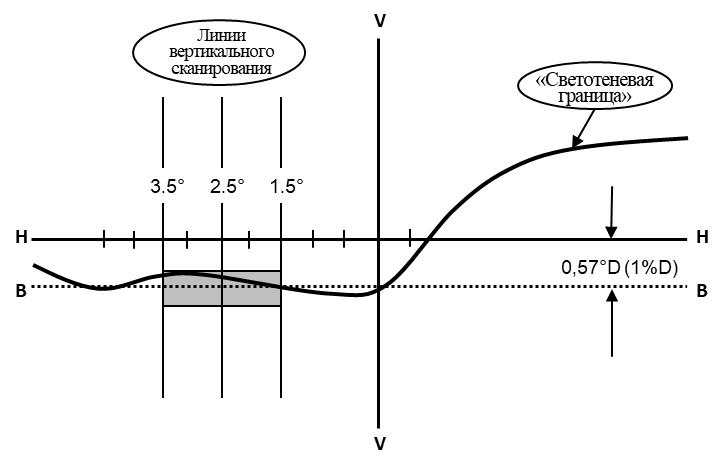 V
Линии
вертикального
сканирования
«Светотеневая
граница»
3.5° 2.5° 1.5°
H H
0,57°D (1%D)
B B
V